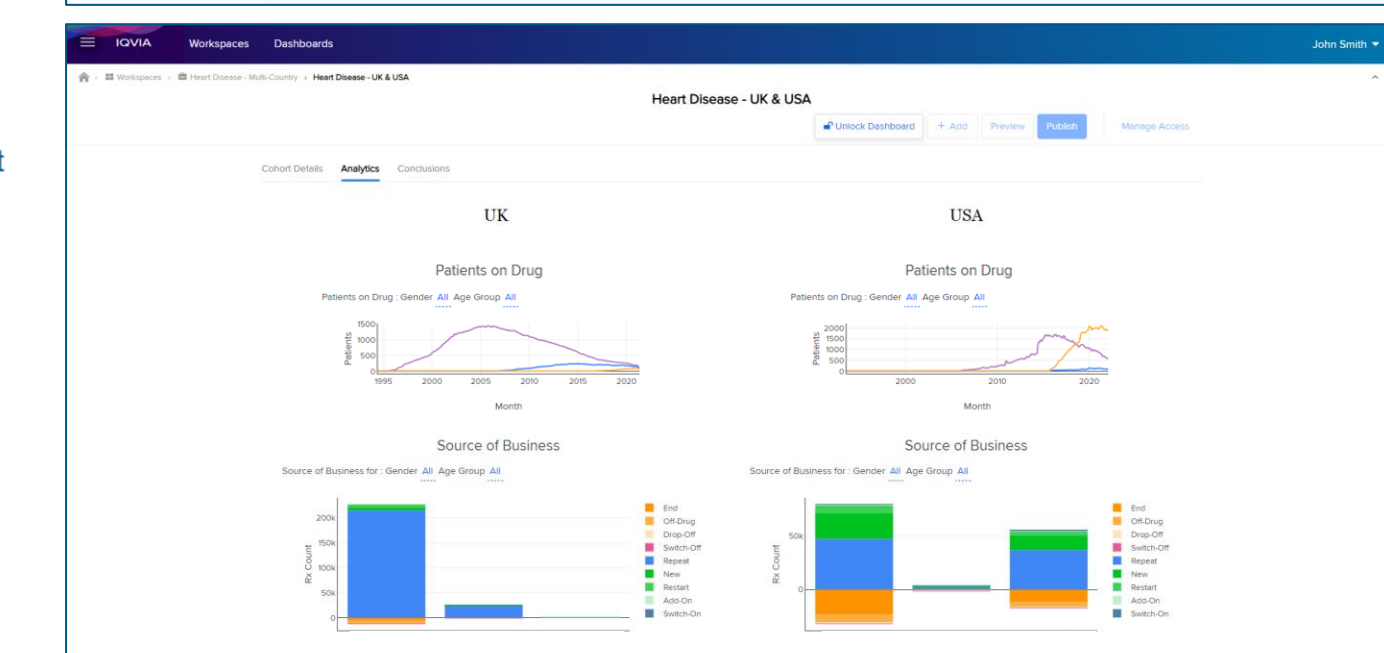 IQVIA Workspaces Dashboards John Smith
Workspaces Heart Disease - Multi-Country Heart Disease - UK & USA
Heart Disease - UK & USA
Unlock Dashboard + Add Preview Publish Manage Access
t
Cohort Details Analytics Conclusions
UK
Patients on Drug
Patients on Drug : Gender All Age Group All
Patients
1500
1000
500
0
1995 2000 2005 2010 2015 2020
Month
Source of Business
Source of Business for : Gender All Age Group All
Rx Count
200k
150k
100k
50k
0
End
Off-Drug
Drop-Off
Switch-Off
Repeat
New
Restart
Add-On
Switch-On
USA
Patients on Drug
Patients on Drug : Gender All Age Group All
Patients
2000
1500
1000
500
0
2000 2010 2020
Month
Source of Business
Source of Business for : Gender All Age Group All
Rx Count
50k
0
End
Off-Drug
Drop-Off
Switch-Off
Repeat
New
Restart
Add-On
Switch-On